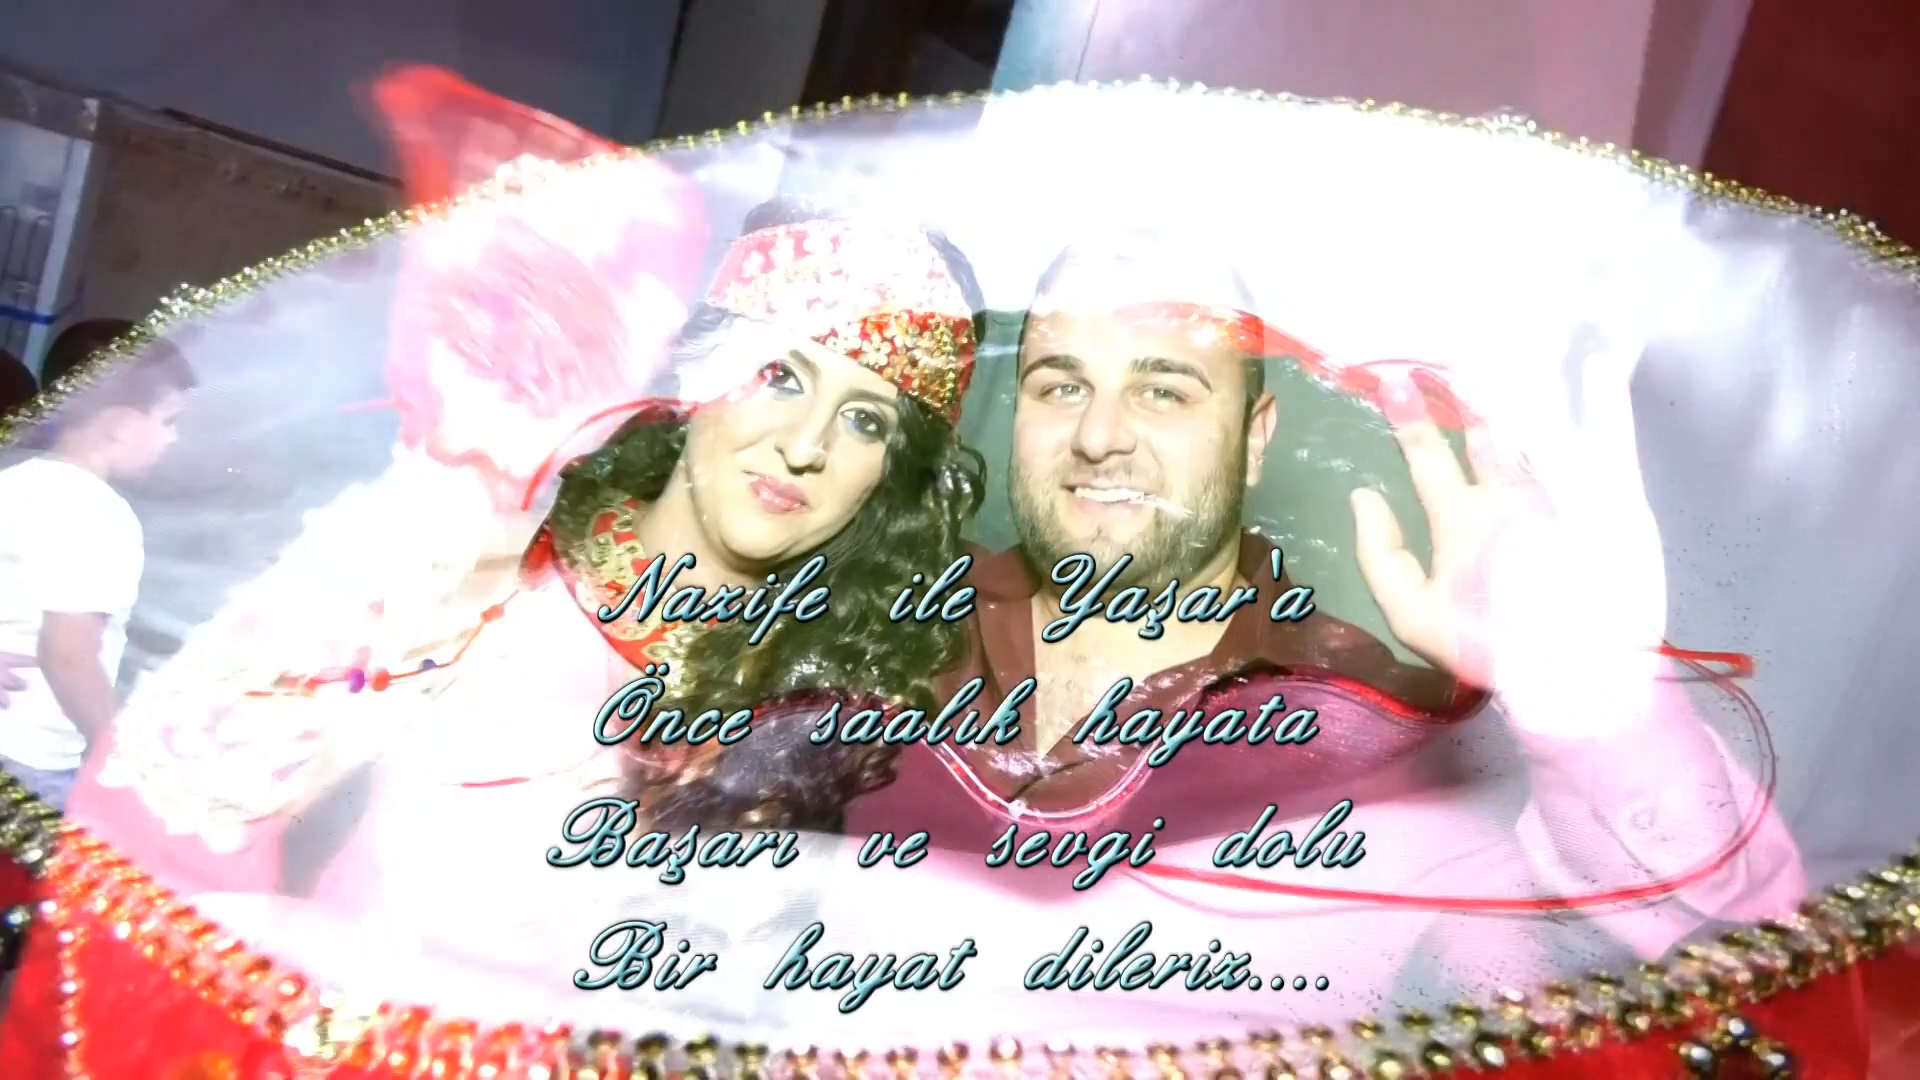 Nazife ile Yaşar'a
Önce saalık hayata
Başarı ve sevgi dolu
Bir hayat dileriz....